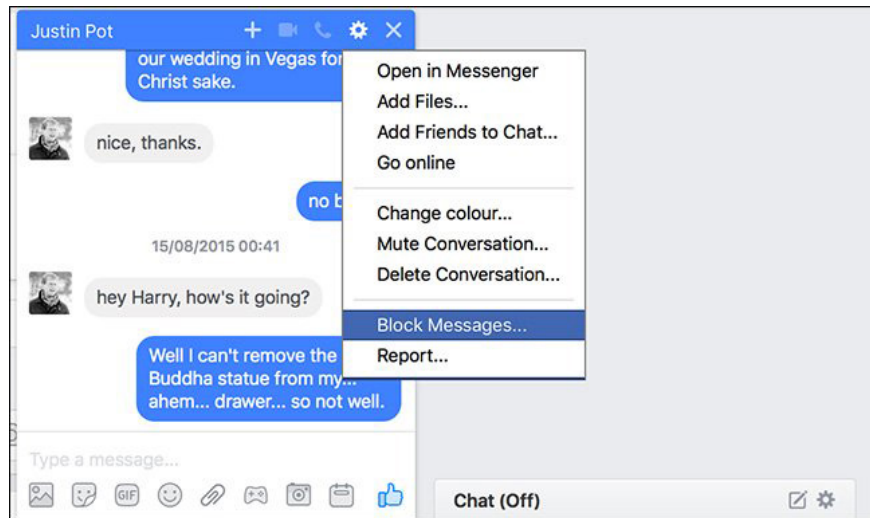 Justin Pot
our wedding in Vegas for
Christ sake.
nice, thanks.
no
15/08/2015 00:41
hey Harry, how's it going?
Well I can't remove the
Buddha statue from my...
ahem... drawer... so not well.
Type a message...
GIF
Open in Messenger
Add Files...
Add Friends to Chat...
Go online
Change colour...
Mute Conversation...
Delete Conversation...
Block Messages...
Report...
Chat (Off)